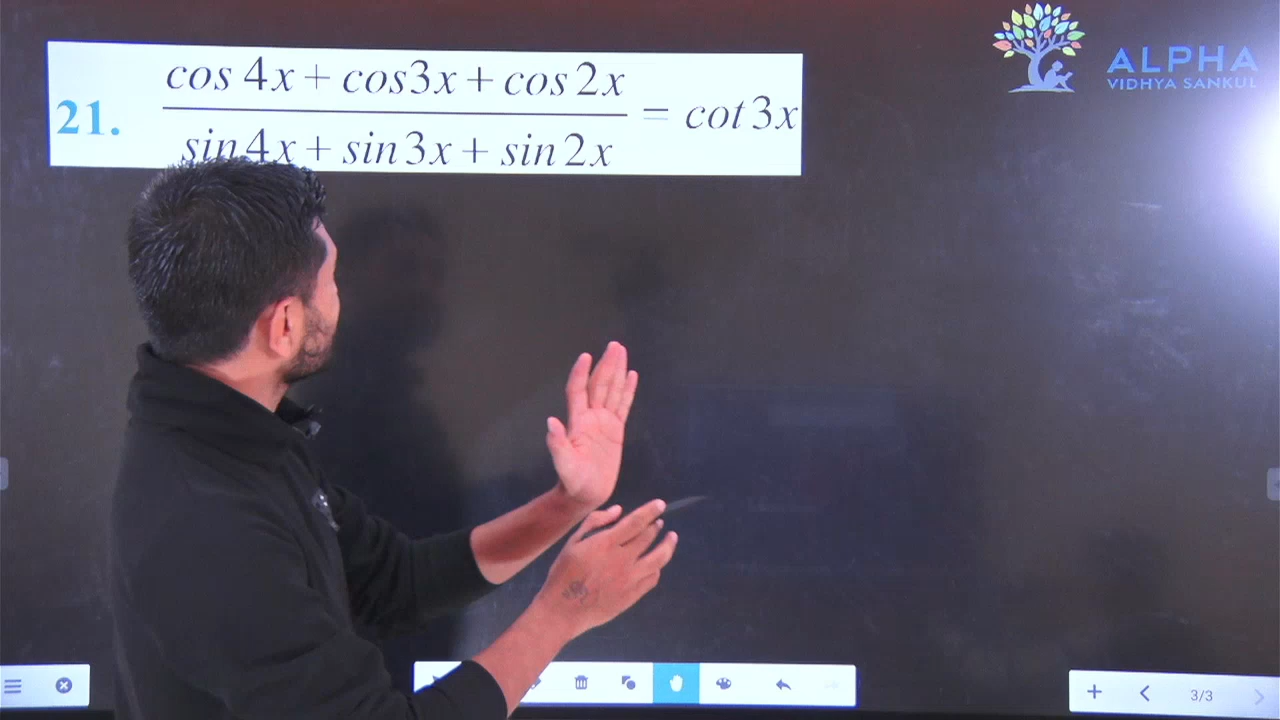 cos 4x + cos3x + cos 2x
21. = cot 3x
sin 4x + sin 3x + sin 2x
ALPHA
VIDHYA SANKUL
3/3